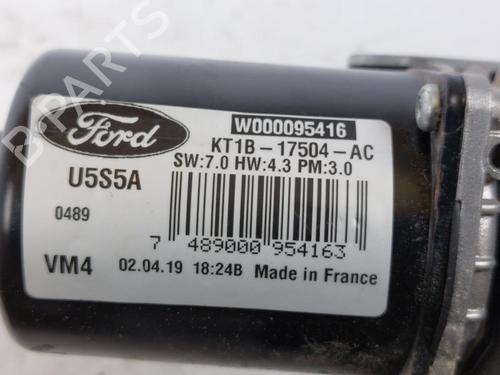 Ford
W000095416
KT1B-17504-AC
SW:7.0 HW:4.3 PM:3.0
U5S5A
0489
7 489000 954163
VM4 02.04.19 18:24B Made in France
B-PARTS